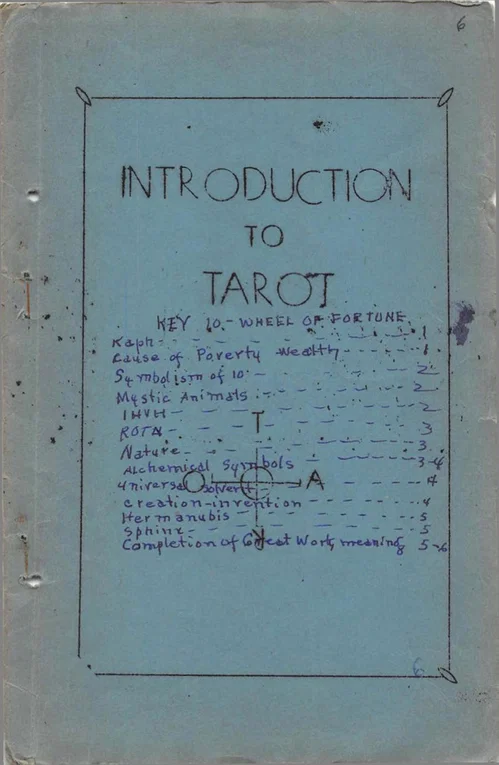 6
INTRODUCTION
TO
TAROT
KEY 10.- WHEEL OF FORTUNE
Kaph - - - - - 1
Cause of Poverty - Wealth - - - - 1
Symbolism of 10 - - - - - 2
Mystic Animals - - - - - 2
IHVH - - - - - 2
ROTA - - - - - 3
Nature - - - - - 3
Alchemical Symbols - - - - 3-4
Universal Solvent - - - - 4
Creation-invention - - - - 4
Hermanubis - - - - - 5
Sphinx - - - - - 5
Completion of Great Work, meaning 5-6
T
O A
R
6